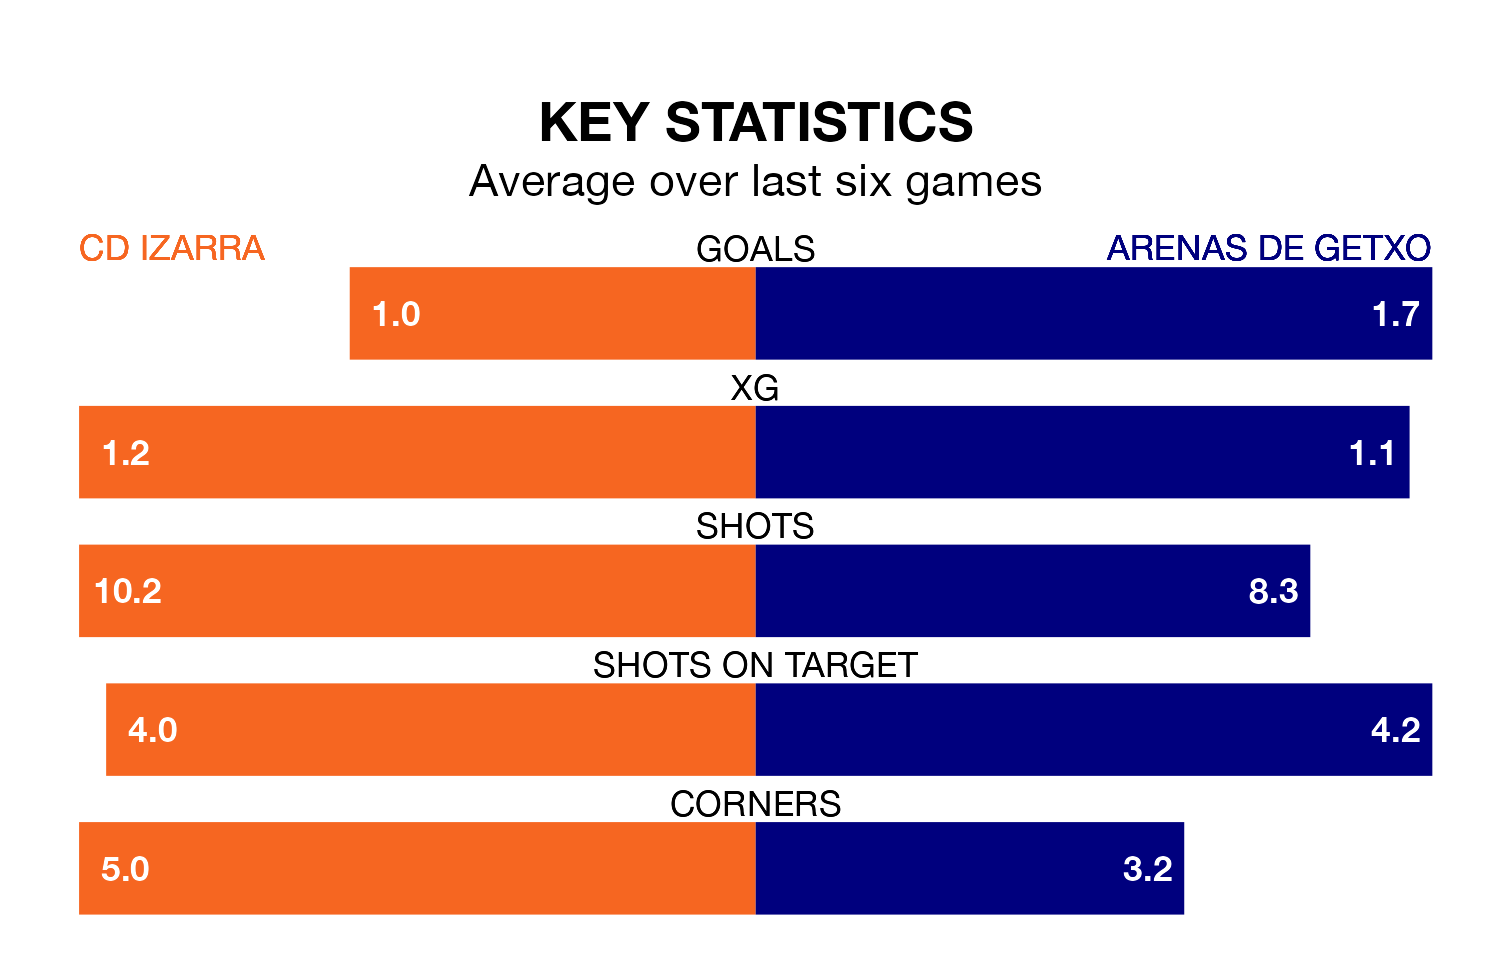 KEY STATISTICS
Average over last six games
CD IZARRA GOALS ARENAS DE GETXO
1.0 1.7
XG
1.2 1.1
SHOTS
10.2 8.3
SHOTS ON TARGET
4.0 4.2
CORNERS
5.0 3.2